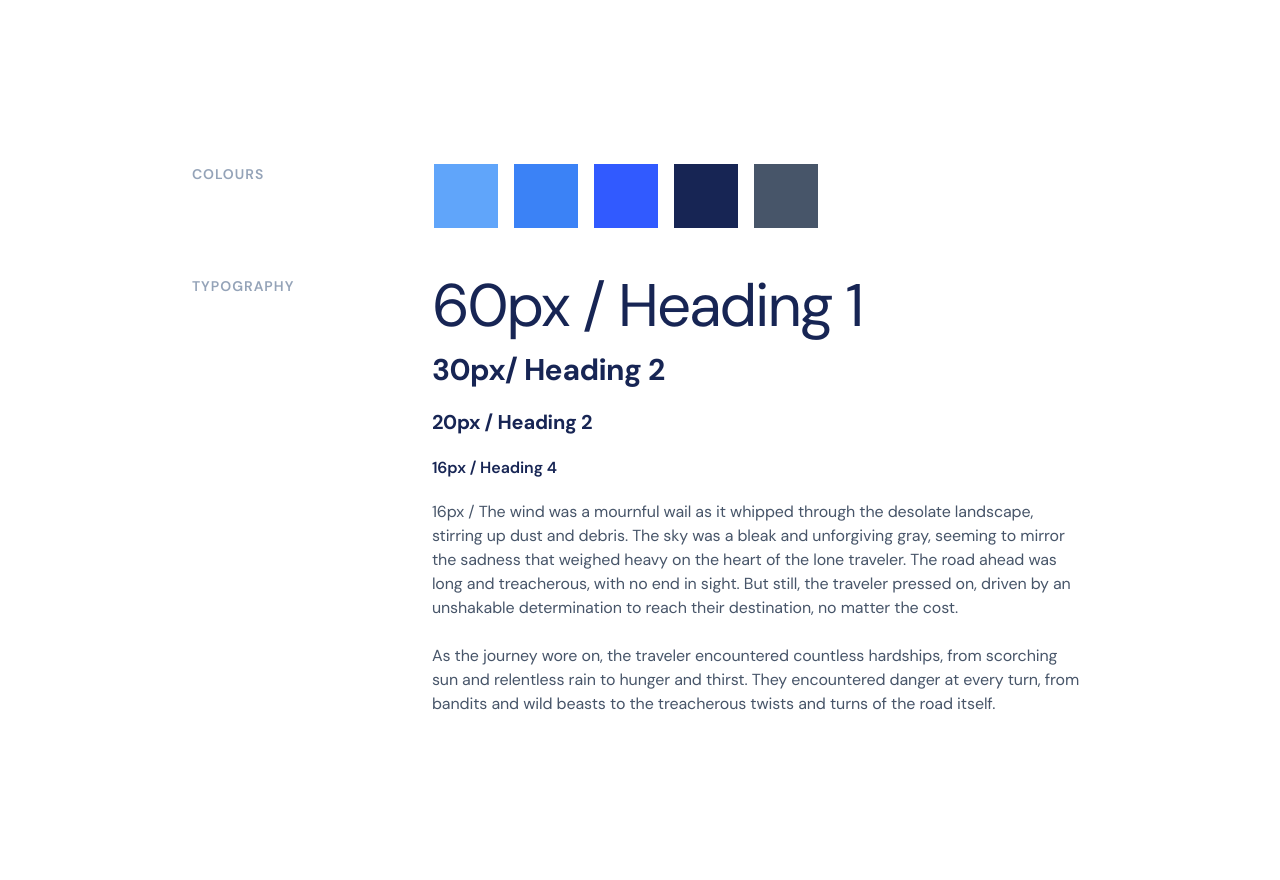 COLOURS
TYPOGRAPHY
60px / Heading 1
30px/ Heading 2
20px / Heading 2
16px / Heading 4
16px / The wind was a mournful wail as it whipped through the desolate landscape,
stirring up dust and debris. The sky was a bleak and unforgiving gray, seeming to mirror
the sadness that weighed heavy on the heart of the lone traveler. The road ahead was
long and treacherous, with no end in sight. But still, the traveler pressed on, driven by an
unshakable determination to reach their destination, no matter the cost.
As the journey wore on, the traveler encountered countless hardships, from scorching
sun and relentless rain to hunger and thirst. They encountered danger at every turn, from
bandits and wild beasts to the treacherous twists and turns of the road itself.